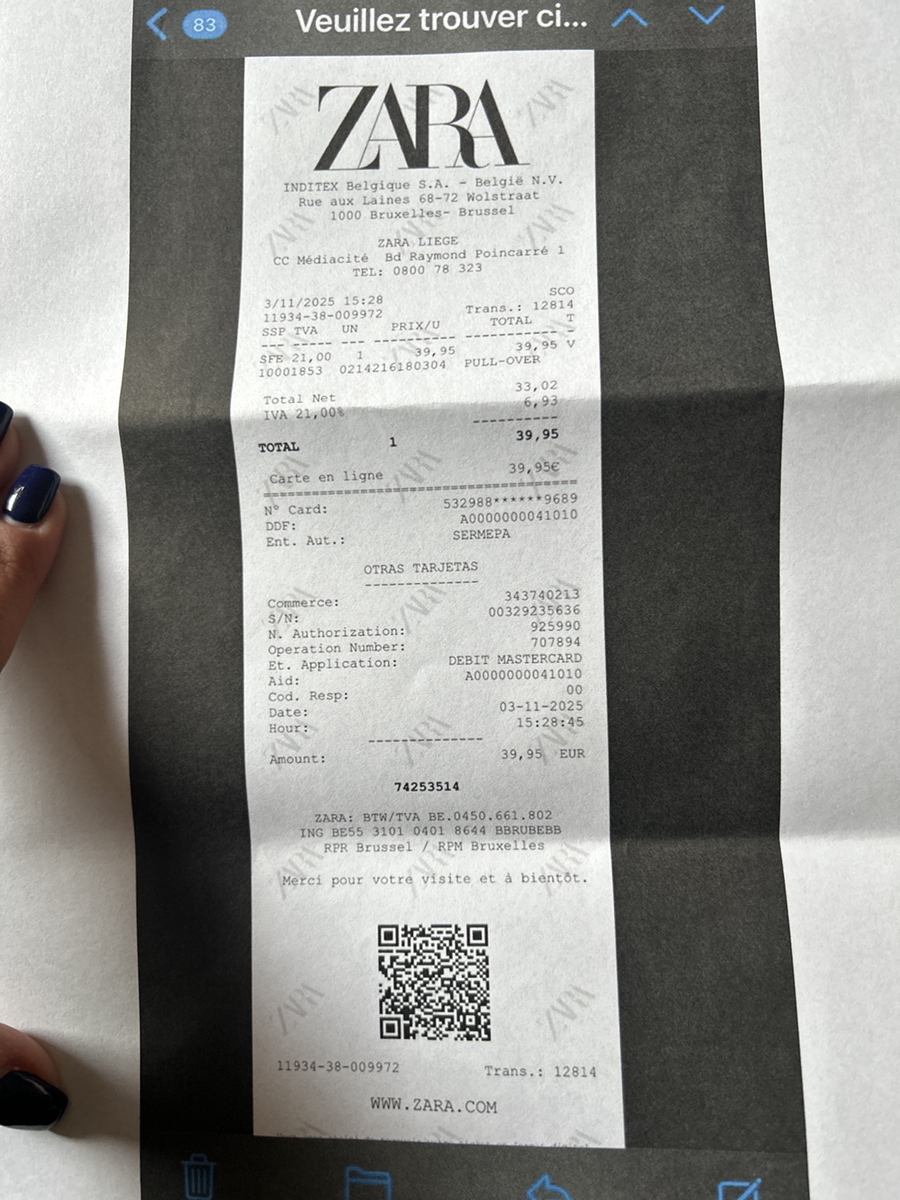 83 Veuillez trouver ci...
ZARA
INDITEX Belgique S.A. - België N.V.
Rue aux Laines 68-72 Wolstraat
1000 Bruxelles- Brussel
ZARA LIEGE
CC Médiacité Bd Raymond Poincarré 1
TEL: 0800 78 323
SCO
3/11/2025 15:28
11934-38-009972 Trans.: 12814
SSP TVA UN PRIX/U TOTAL T
--- ----- --- ---------- ------------ -
SFE 21,00 1 39,95 39,95 V
10001853 0214216180304 PULL-OVER
Total Net 33,02
IVA 21,00% 6,93
----------
TOTAL 1 39,95
Carte en ligne 39,95€
========================================
N° Card: 532988******9689
DDF: A0000000041010
Ent. Aut.: SERMEPA
OTRAS TARJETAS
--------------
Commerce: 343740213
S/N: 00329235636
N. Authorization: 925990
Operation Number: 707894
Et. Application: DEBIT MASTERCARD
Aid: A0000000041010
Cod. Resp: 00
Date: 03-11-2025
Hour: 15:28:45
--------------
Amount: 39,95 EUR
74253514
ZARA: BTW/TVA BE.0450.661.802
ING BE55 3101 0401 8644 BBRUBEBB
RPR Brussel / RPM Bruxelles
Merci pour votre visite et à bientôt.
11934-38-009972 Trans.: 12814
WWW.ZARA.COM